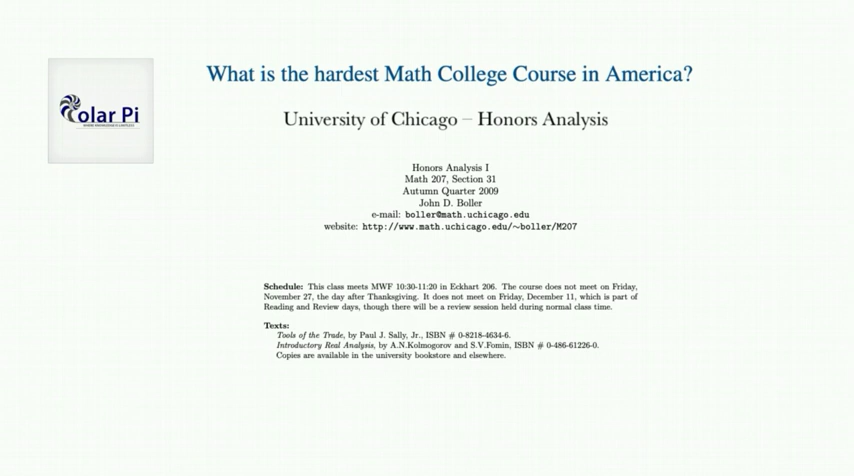 What is the hardest Math College Course in America?
olar Pi
University of Chicago – Honors Analysis
Honors Analysis I
Math 207, Section 31
Autumn Quarter 2009
John D. Boller
e-mail: boller@math.uchicago.edu
website: http://www.math.uchicago.edu/~boller/M207
Schedule: This class meets MWF 10:30-11:20 in Eckhart 206. The course does not meet on Friday,
November 27, the day after Thanksgiving. It does not meet on Friday, December 11, which is part of
Reading and Review days, though there will be a review session held during normal class time.
Texts:
Tools of the Trade, by Paul J. Sally, Jr., ISBN # 0-8218-4634-6.
Introductory Real Analysis, by A.N.Kolmogorov and S.V.Fomin, ISBN # 0-486-61226-0.
Copies are available in the university bookstore and elsewhere.